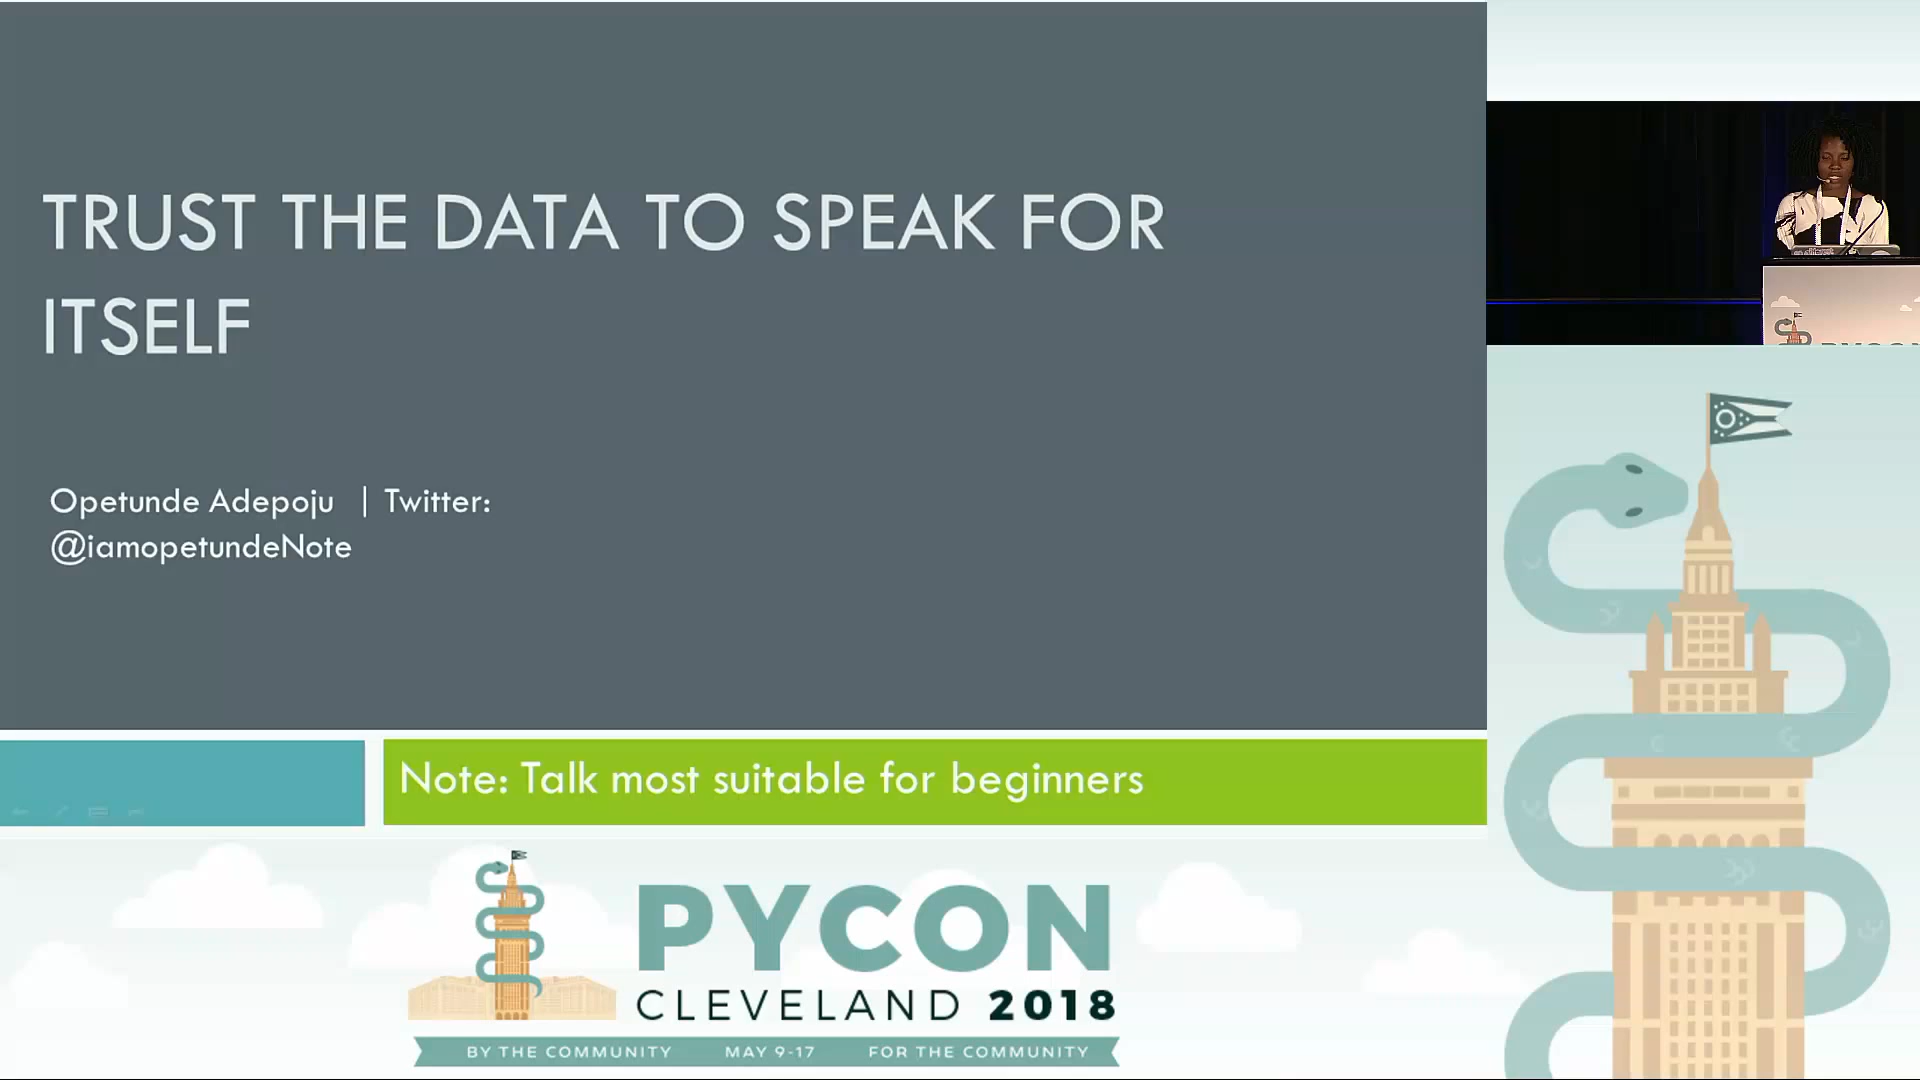 TRUST THE DATA TO SPEAK FOR
ITSELF
Opetunde Adepoju | Twitter:
@iamopetundeNote
Note: Talk most suitable for beginners
PYCON
CLEVELAND 2018
BY THE COMMUNITY MAY 9-17 FOR THE COMMUNITY